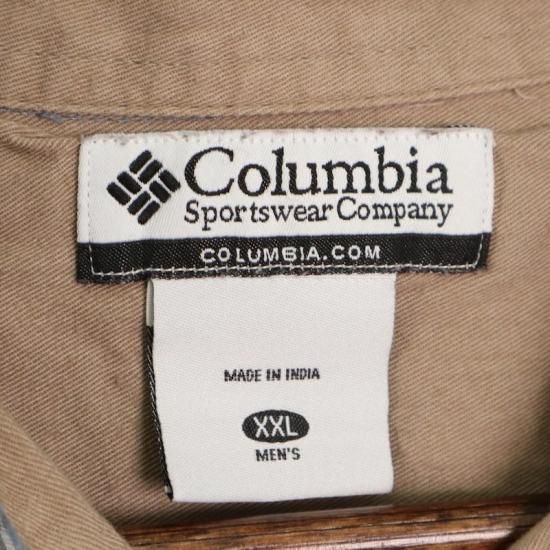 Columbia
Sportswear Company
COLUMBIA.COM
MADE IN INDIA
XXL
MEN'S